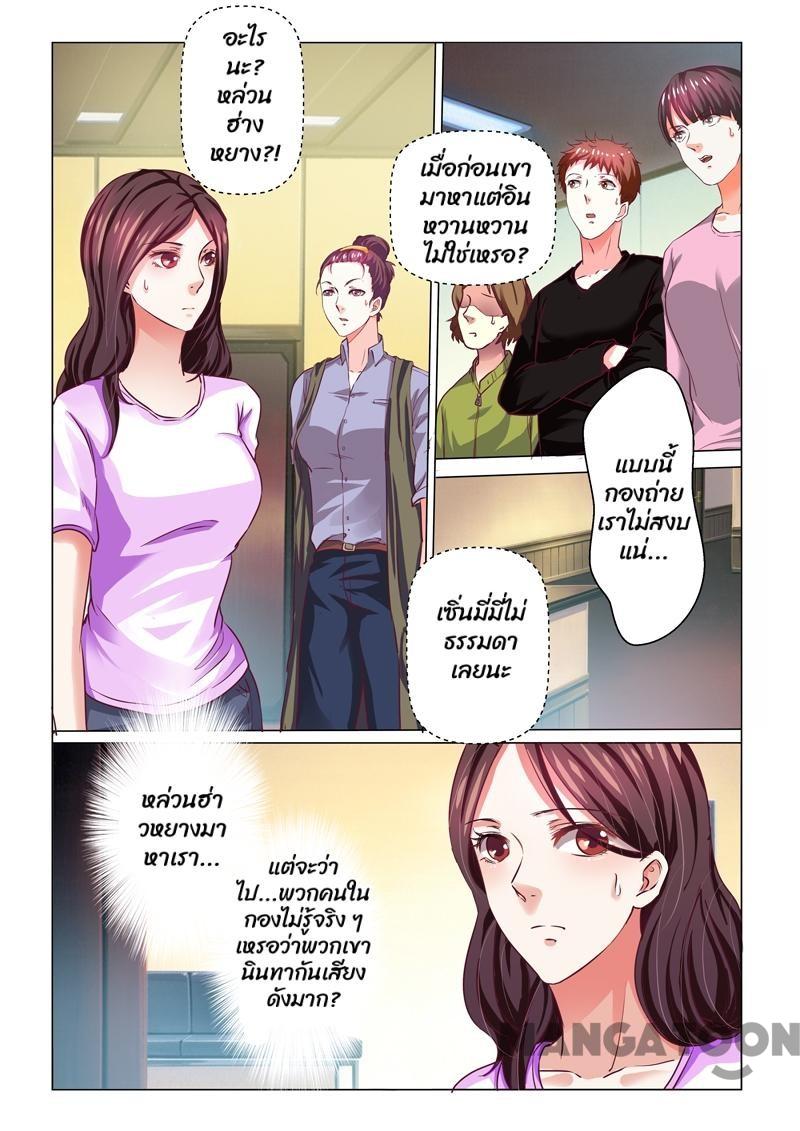 อะไร
นะ?
หล่วน
ฮ่าง
หยาง?!
เมื่อก่อนเขา
มาหาแต่อิน
หวานหวาน
ไม่ใช่เหรอ?
แบบนี้
กองถ่าย
เราไม่สงบ
แน่...
เซิ่นมี่มี่ไม่
ธรรมดา
เลยนะ
หล่วนฮ่า
วหยางมา
หาเรา...
แต่จะว่า
ไป...พวกคนใน
กองไม่รู้จริง ๆ
เหรอว่าพวกเขา
นินทากันเสียง
ดังมาก?
MANGATOON